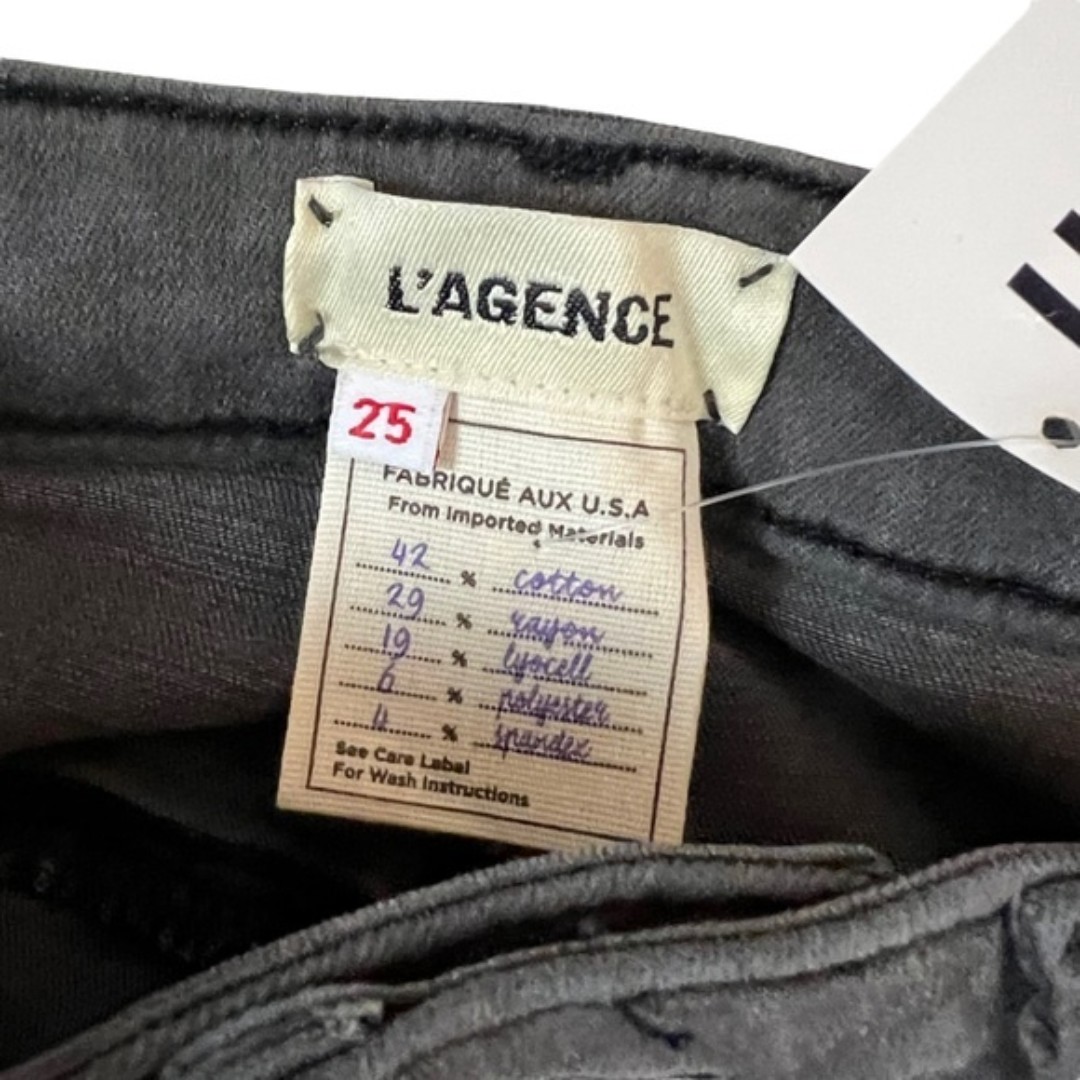 L'AGENCE
25
FABRIQUÉ AUX U.S.A
From Imported Materials
42 % cotton
29 % rayon
19 % lyocell
6 % polyester
4 % spandex
See Care Label
For Wash Instructions